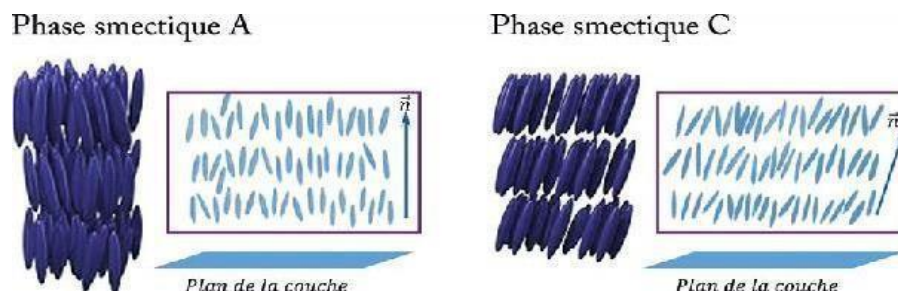 Phase smectique A
Phase smectique C
n
n
Plan de la couche
Plan de la couche